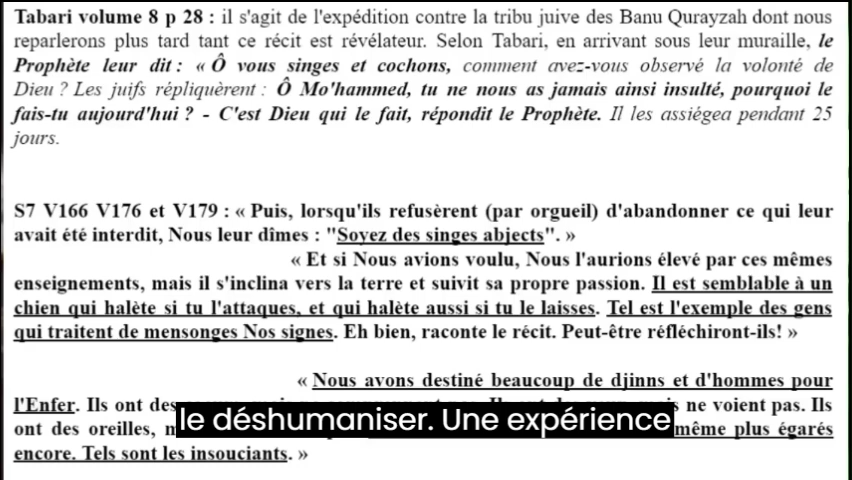 Tabari volume 8 p 28 : il s'agit de l'expédition contre la tribu juive des Banu Qurayzah dont nous
reparlerons plus tard tant ce récit est révélateur. Selon Tabari, en arrivant sous leur muraille, le
Prophète leur dit : « Ô vous singes et cochons, comment avez-vous observé la volonté de
Dieu ? Les juifs répliquèrent : Ô Mo'hammed, tu ne nous as jamais ainsi insulté, pourquoi le
fais-tu aujourd'hui ? - C'est Dieu qui le fait, répondit le Prophète. Il les assiégea pendant 25
jours.
S7 V166 V176 et V179 : « Puis, lorsqu'ils refusèrent (par orgueil) d'abandonner ce qui leur
avait été interdit, Nous leur dîmes : "Soyez des singes abjects". »
« Et si Nous avions voulu, Nous l'aurions élevé par ces mêmes
enseignements, mais il s'inclina vers la terre et suivit sa propre passion. Il est semblable à un
chien qui halète si tu l'attaques, et qui halète aussi si tu le laisses. Tel est l'exemple des gens
qui traitent de mensonges Nos signes. Eh bien, raconte le récit. Peut-être réfléchiront-ils! »
« Nous avons destiné beaucoup de djinns et d'hommes pour
l'Enfer. Ils ont des ne voient pas. Ils
ont des oreilles, même plus égarés
encore. Tels sont les insouciants. »
le déshumaniser. Une expérience